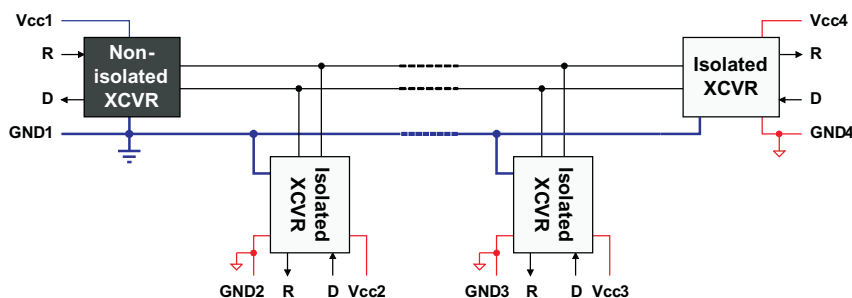 Vcc1
Vcc4
R
Non-
isolated
XCVR
D
GND1
Isolated
XCVR
R
D
GND4
Isolated
XCVR
Isolated
XCVR
GND2
R
D
Vcc2
GND3
R
D
Vcc3